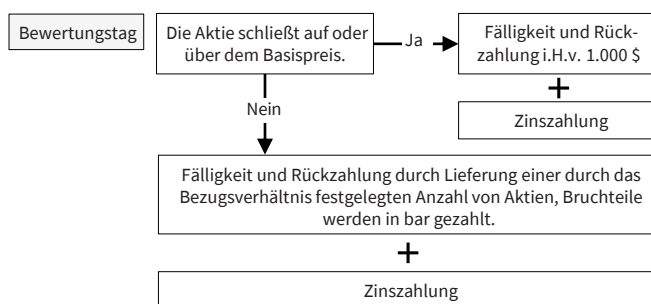 Bewertungstag
Die Aktie schließt auf oder
über dem Basispreis.
Ja
Fälligkeit und Rück-
zahlung i.H.v. 1.000 $
+
Zinszahlung
Nein
Fälligkeit und Rückzahlung durch Lieferung einer durch das
Bezugsverhältnis festgelegten Anzahl von Aktien, Bruchteile
werden in bar gezahlt.
+
Zinszahlung